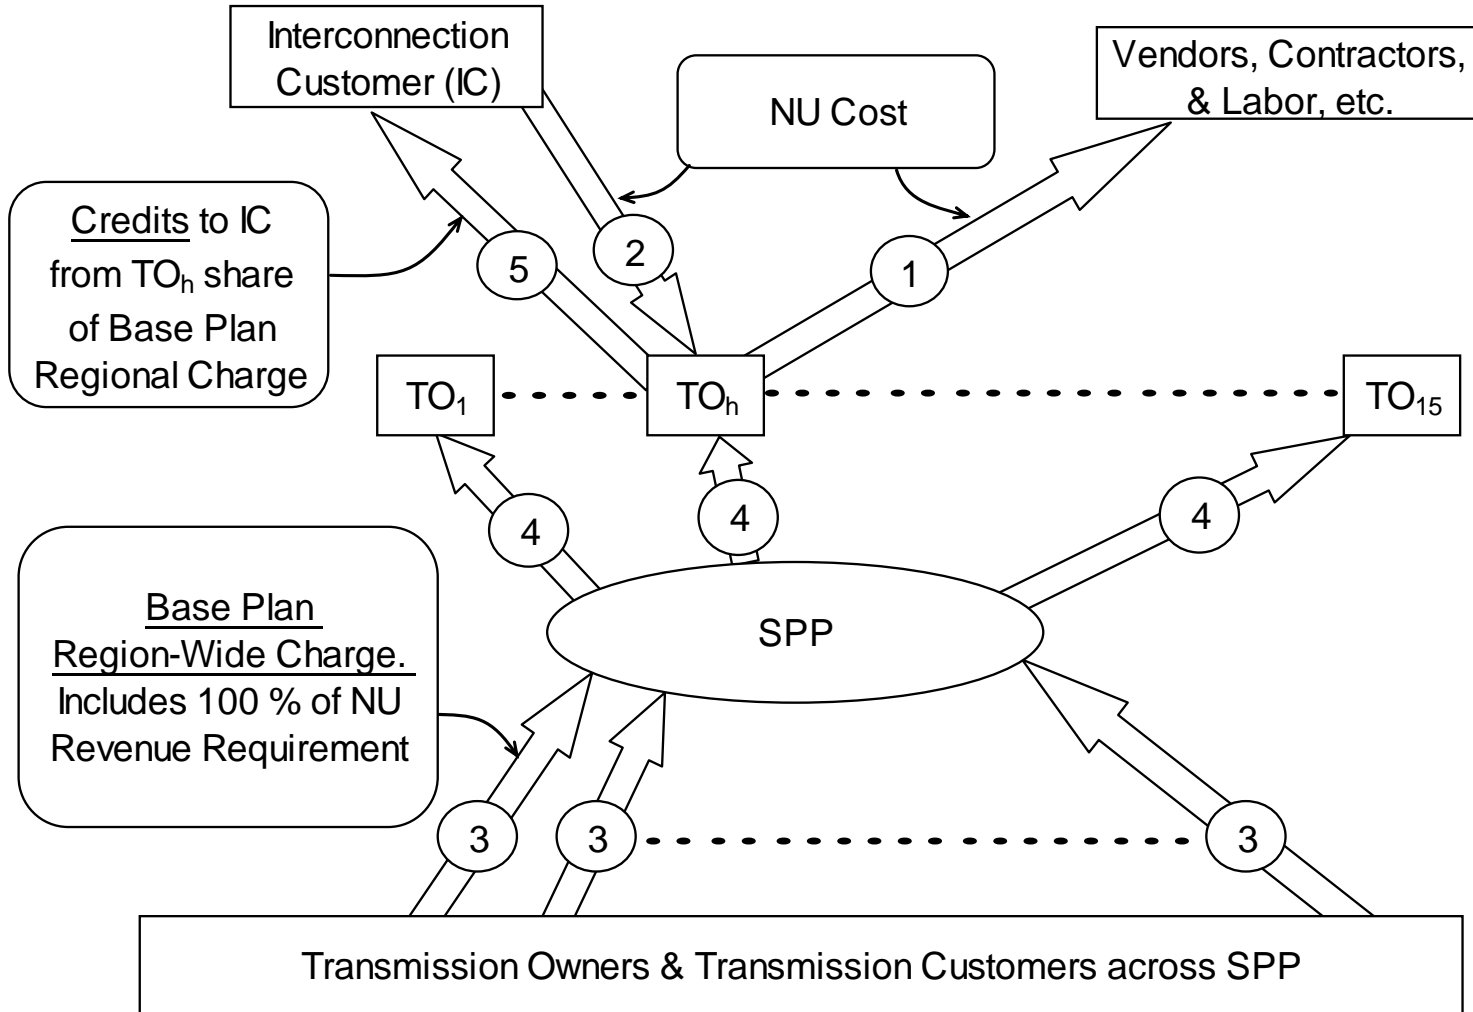 Interconnection
Customer (IC)
NU Cost
Vendors, Contractors,
& Labor, etc.
Credits to IC
from TOh share
of Base Plan
Regional Charge
5
2
1
TO1
TOh
TO15
4
4
4
Base Plan
Region-Wide Charge.
Includes 100 % of NU
Revenue Requirement
SPP
3
3
3
Transmission Owners & Transmission Customers across SPP